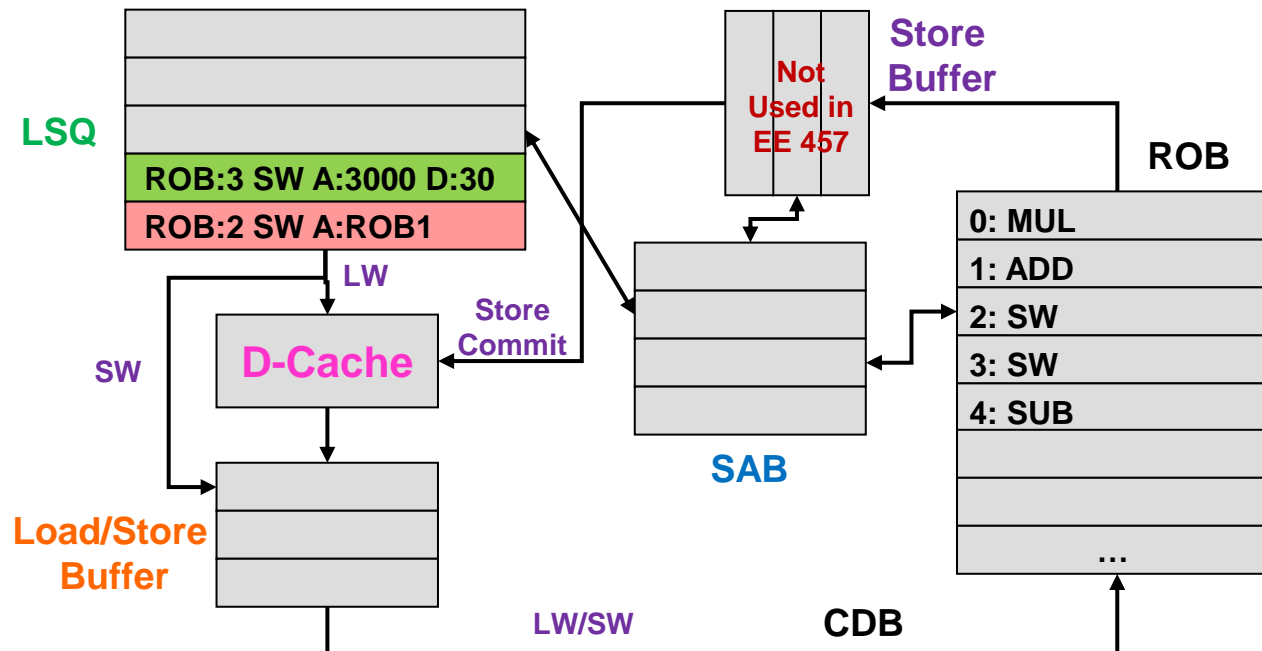 LSQ
ROB:3 SW A:3000 D:30
ROB:2 SW A:ROB1
LW
SW
D-Cache
Store
Commit
Load/Store
Buffer
Not
Used in
EE 457
Store
Buffer
SAB
ROB
0: MUL
1: ADD
2: SW
3: SW
4: SUB
...
LW/SW
CDB